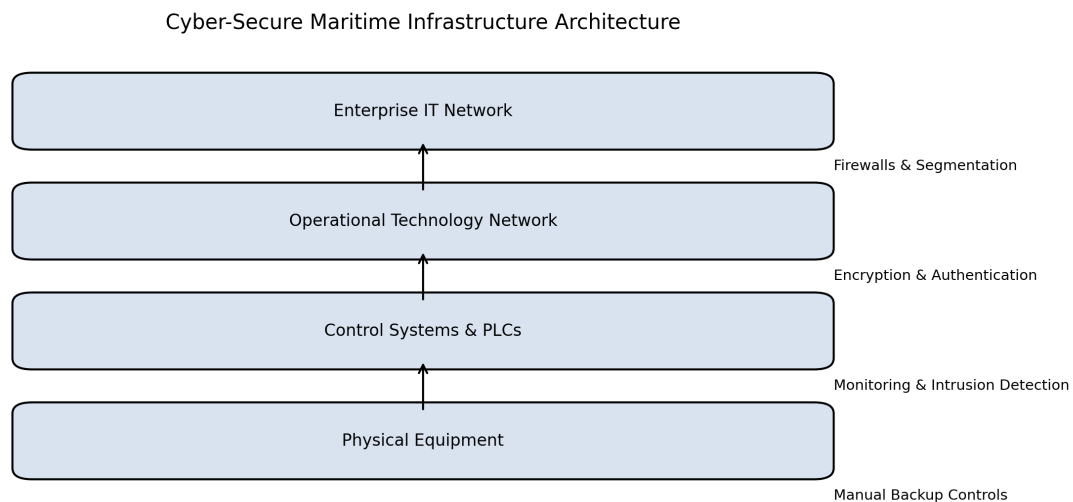 Cyber-Secure Maritime Infrastructure Architecture
Enterprise IT Network
Firewalls & Segmentation
Operational Technology Network
Encryption & Authentication
Control Systems & PLCs
Monitoring & Intrusion Detection
Physical Equipment
Manual Backup Controls